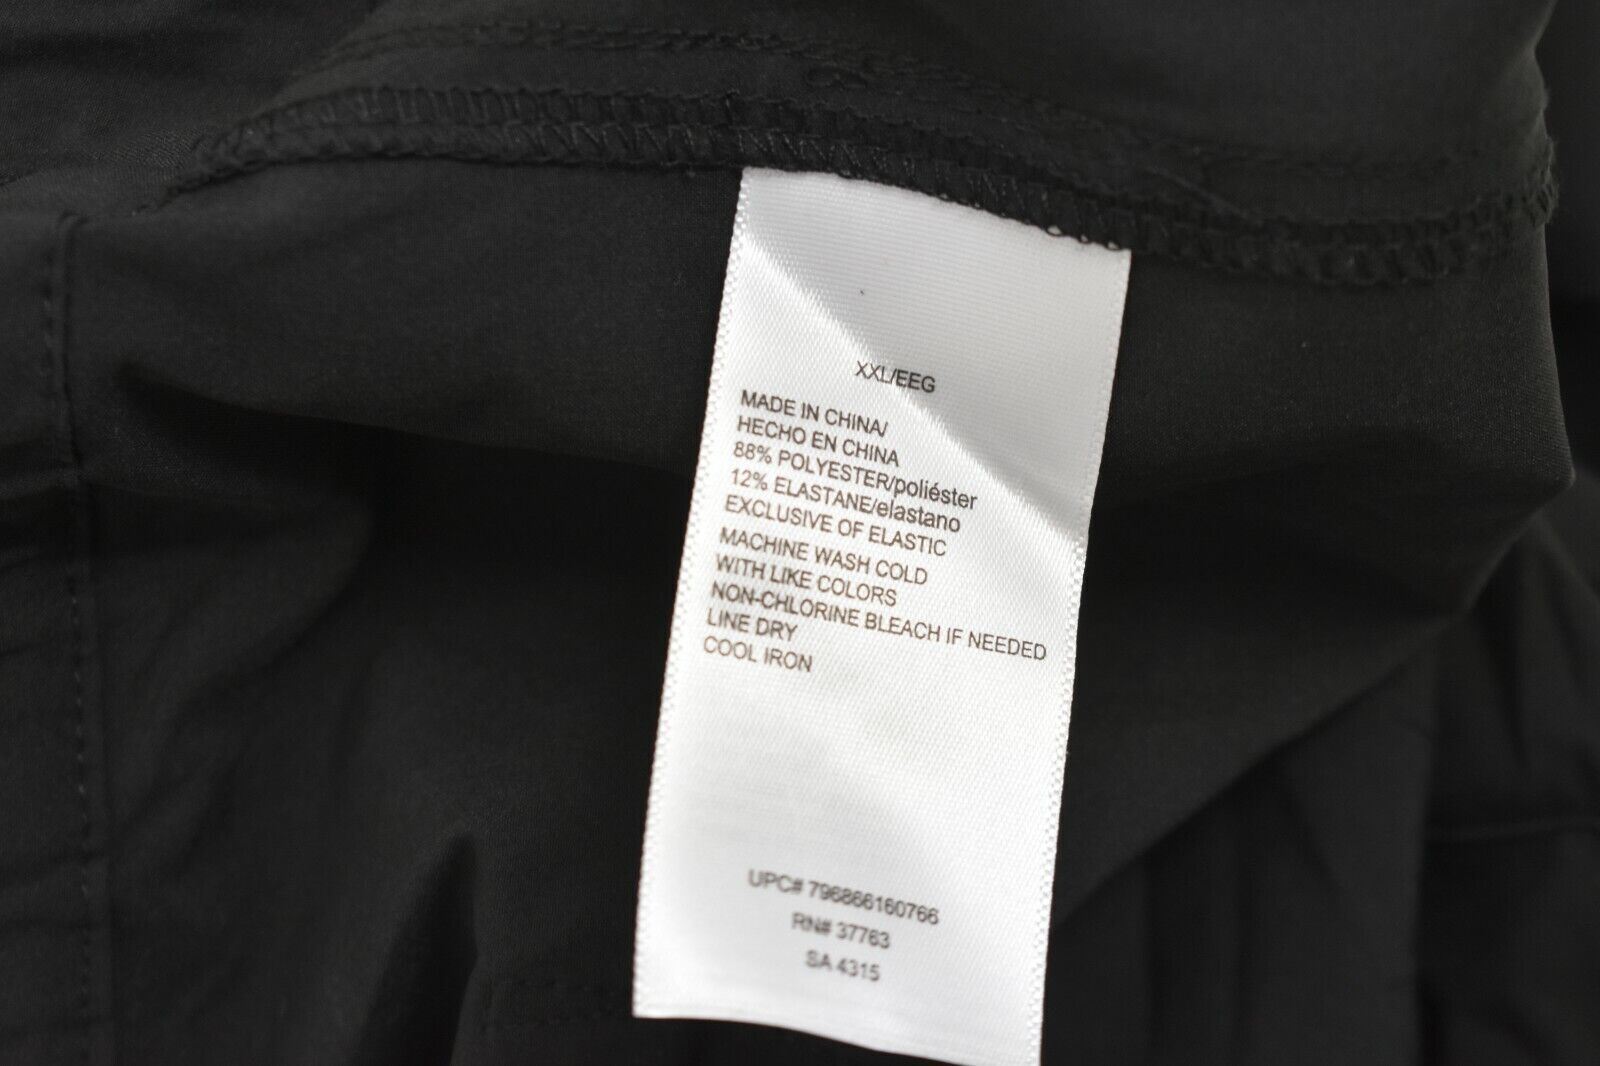 XXL/EEG
MADE IN CHINA/
HECHO EN CHINA
88% POLYESTER/poliéster
12% ELASTANE/elastano
EXCLUSIVE OF ELASTIC
MACHINE WASH COLD
WITH LIKE COLORS
NON-CHLORINE BLEACH IF NEEDED
LINE DRY
COOL IRON
UPC# 796866160766
RN# 37763
SA 4315